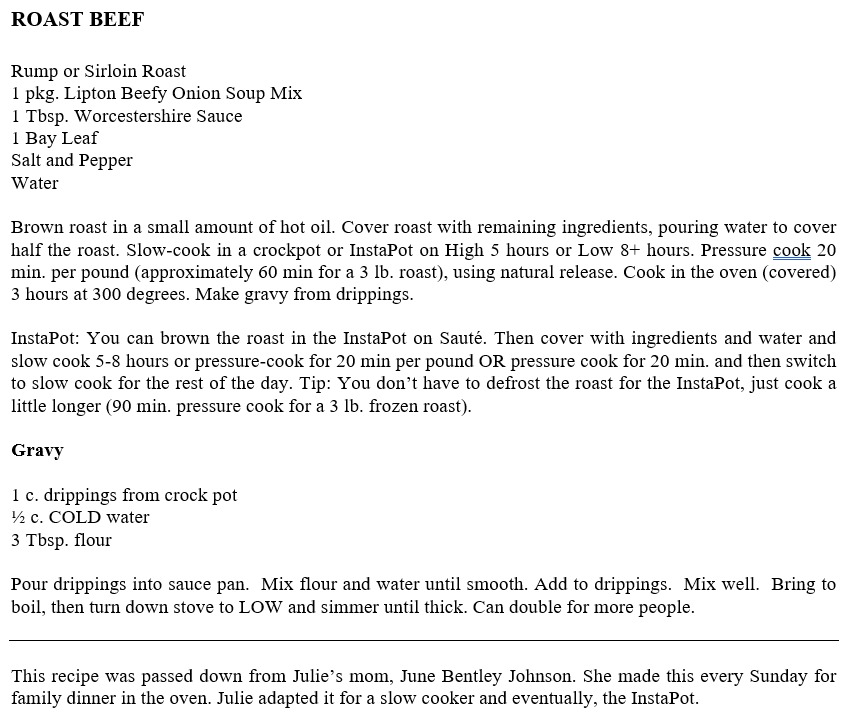 ROAST BEEF
Rump or Sirloin Roast
1 pkg. Lipton Beefy Onion Soup Mix
1 Tbsp. Worcestershire Sauce
1 Bay Leaf
Salt and Pepper
Water
Brown roast in a small amount of hot oil. Cover roast with remaining ingredients, pouring water to cover
half the roast. Slow-cook in a crockpot or InstaPot on High 5 hours or Low 8+ hours. Pressure cook 20
min. per pound (approximately 60 min for a 3 lb. roast), using natural release. Cook in the oven (covered)
3 hours at 300 degrees. Make gravy from drippings.
InstaPot: You can brown the roast in the InstaPot on Sauté. Then cover with ingredients and water and
slow cook 5-8 hours or pressure-cook for 20 min per pound OR pressure cook for 20 min. and then switch
to slow cook for the rest of the day. Tip: You don’t have to defrost the roast for the InstaPot, just cook a
little longer (90 min. pressure cook for a 3 lb. frozen roast).
Gravy
1 c. drippings from crock pot
½ c. COLD water
3 Tbsp. flour
Pour drippings into sauce pan.  Mix flour and water until smooth. Add to drippings.  Mix well.  Bring to
boil, then turn down stove to LOW and simmer until thick. Can double for more people.
This recipe was passed down from Julie’s mom, June Bentley Johnson. She made this every Sunday for
family dinner in the oven. Julie adapted it for a slow cooker and eventually, the InstaPot.